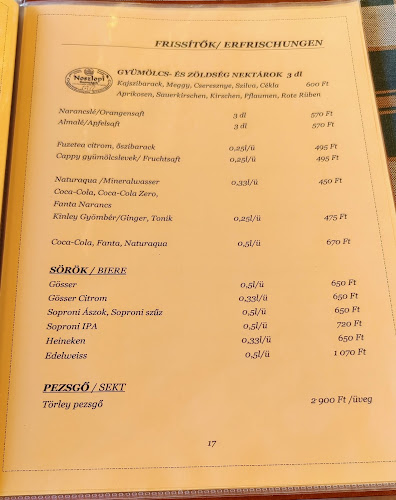 FRISSÍTŐK/ ERFRISCHUNGEN
Noszlopi
GYÜMÖLCS- ÉS ZÖLDSÉG NEKTÁROK 3 dl
Kajszibarack, Meggy, Cseresznye, Szilva, Cékla 600 Ft
Aprikosen, Sauerkirschen, Kirschen, Pflaumen, Rote Rüben
Narancslé/Orangensaft 3 dl 570 Ft
Almalé/Apfelsaft 3 dl 570 Ft
Fuzetea citrom, őszibarack 0,25l/ü 495 Ft
Cappy gyümölcslevek/ Fruchtsaft 0,25l/ü 495 Ft
Naturaqua /Mineralwasser 0,33l/ü 450 Ft
Coca-Cola, Coca-Cola Zero,
Fanta Narancs
Kinley Gyömbér/Ginger, Tonik 0,25l/ü 475 Ft
Coca-Cola, Fanta, Naturaqua 0,5l/ü 670 Ft
SÖRÖK / BIERE
Gösser 0,5l/ü 650 Ft
Gösser Citrom 0,33l/ü 650 Ft
Soproni Ászok, Soproni szűz 0,5l/ü 650 Ft
Soproni IPA 0,5l/ü 720 Ft
Heineken 0,33l/ü 650 Ft
Edelweiss 0,5l/ü 1 070 Ft
PEZSGŐ / SEKT
Törley pezsgő 2 900 Ft /üveg
17